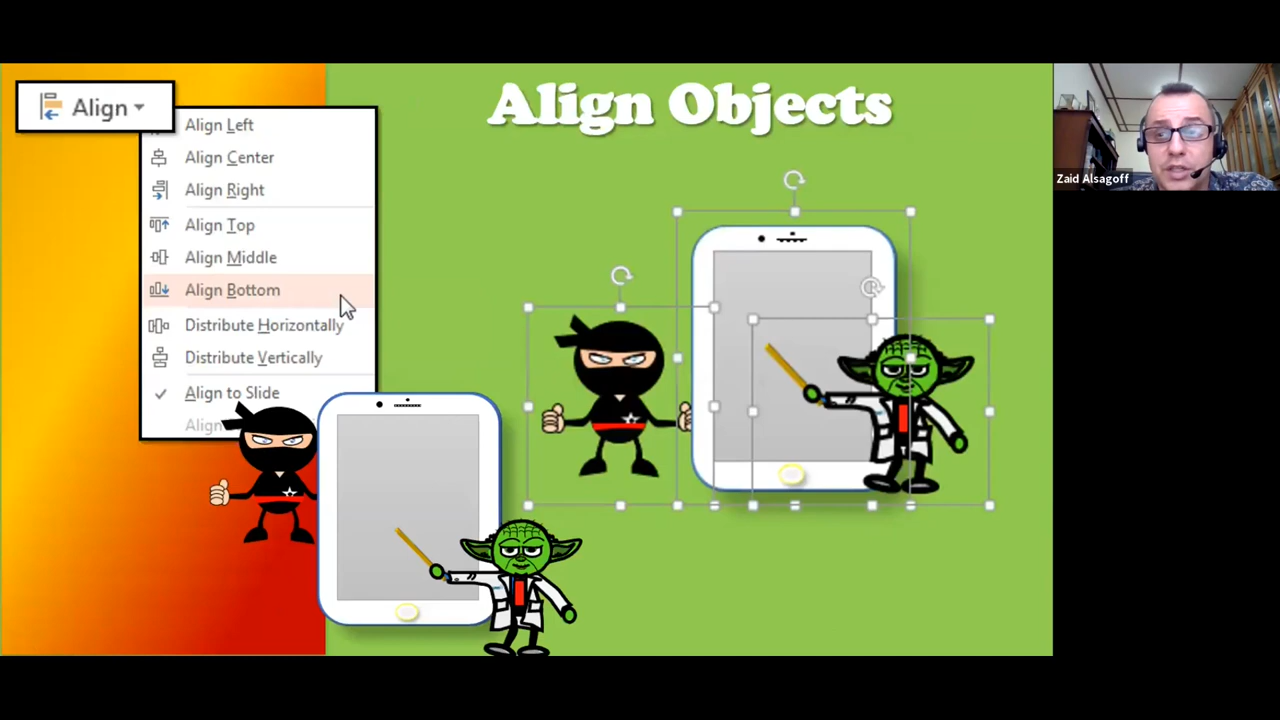 Align
Align Objects
Align Left
Align Center
Align Right
Align Top
Align Middle
Align Bottom
Distribute Horizontally
Distribute Vertically
Align to Slide
Align
Zaid Alsagoff